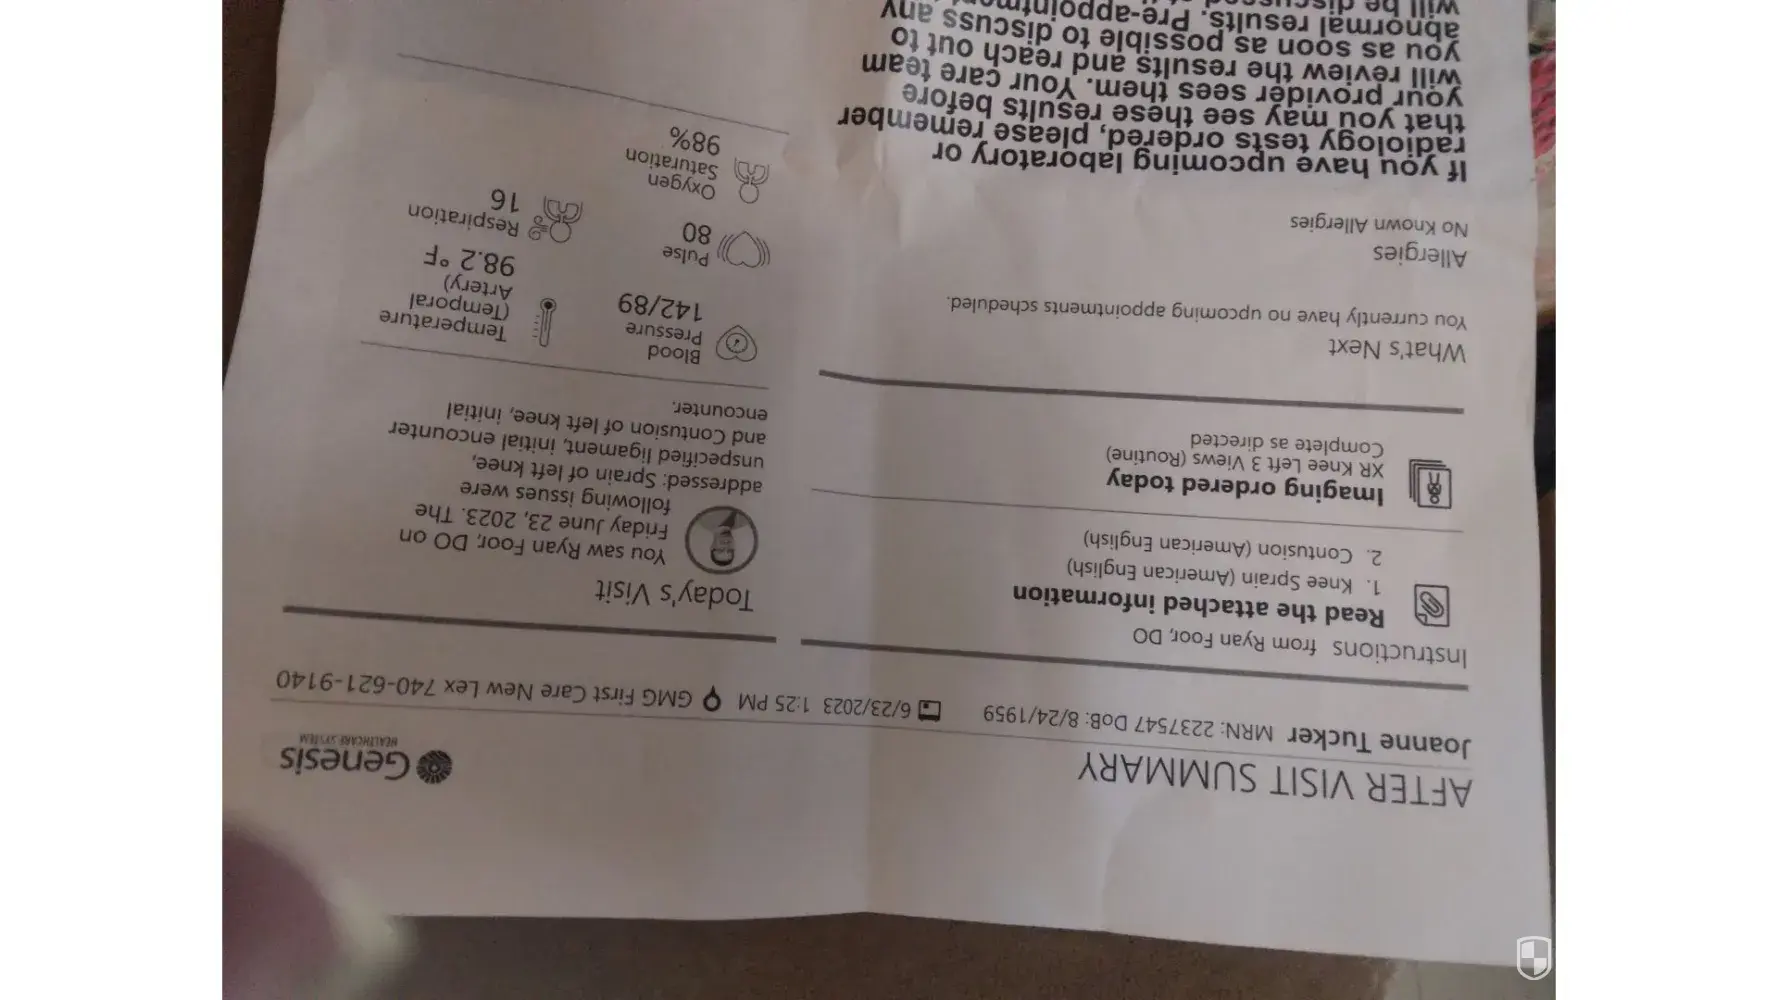 AFTER VISIT SUMMARY
Genesis
HEALTHCARE SYSTEM
Joanne Tucker MRN: 2237547 DoB: 8/24/1959
6/23/2023 1:25 PM GMG First Care New Lex 740-621-9140
Instructions from Ryan Foor, DO
Read the attached information
1. Knee Sprain (American English)
2. Contusion (American English)
Imaging ordered today
XR Knee Left 3 Views (Routine)
Complete as directed
What's Next
You currently have no upcoming appointments scheduled.
Allergies
No Known Allergies
If you have upcoming laboratory or
radiology tests ordered, please remember
that you may see these results before
your provider sees them. Your care team
will review the results and reach out to
you as soon as possible to discuss any
abnormal results. Pre-appointment
will be discussed
Today's Visit
You saw Ryan Foor, DO on
Friday June 23, 2023. The
following issues were
addressed: Sprain of left knee,
unspecified ligament, initial encounter
and Contusion of left knee, initial
encounter.
Blood
Pressure
142/89
Temperature
(Temporal
Artery)
98.2 °F
Pulse
80
Respiration
16
Oxygen
Saturation
98%